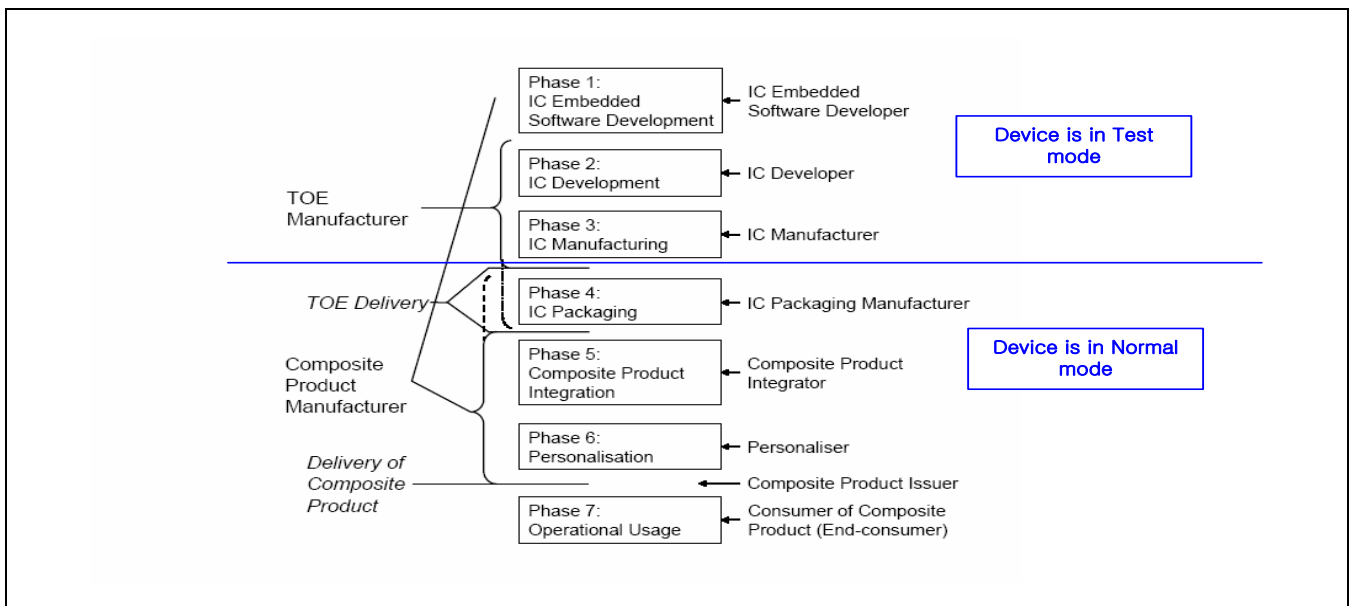 Phase 1:
IC Embedded
Software Development
IC Embedded
Software Developer
Device is in Test
mode
Phase 2:
IC Development
IC Developer
TOE
Manufacturer
Phase 3:
IC Manufacturing
IC Manufacturer
TOE Delivery
Phase 4:
IC Packaging
IC Packaging Manufacturer
Device is in Normal
mode
Composite
Product
Manufacturer
Phase 5:
Composite Product
Integration
Composite Product
Integrator
Phase 6:
Personalisation
Personaliser
Delivery of
Composite
Product
Composite Product Issuer
Phase 7:
Operational Usage
Consumer of Composite
Product (End-consumer)